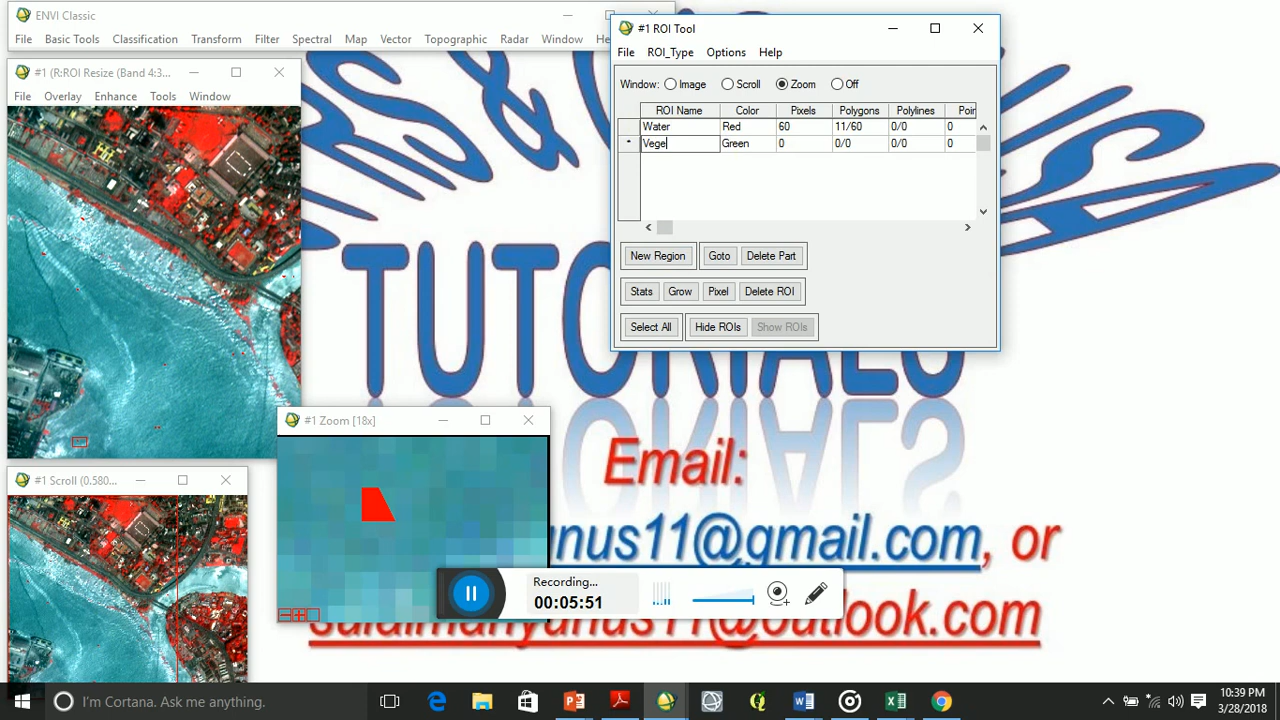 ENVI Classic
File Basic Tools Classification Transform Filter Spectral Map Vector Topographic Radar Window He
#1 (R:ROI Resize (Band 4:3...
File Overlay Enhance Tools Window
#1 ROI Tool
File ROI_Type Options Help
Window: Image Scroll Zoom Off
ROI Name Color Pixels Polygons Polylines Poin
Water Red 60 11/60 0/0 0
* Vege Green 0 0/0 0/0 0
New Region Goto Delete Part
Stats Grow Pixel Delete ROI
Select All Hide ROIs Show ROIs
TUTORIALS
#1 Zoom [18x]
#1 Scroll (0.580...
Email:
unus11@gmail.com, or
Recording...
00:05:51
sulaimanyunus11@outlook.com
I'm Cortana. Ask me anything.
10:39 PM
3/28/2018